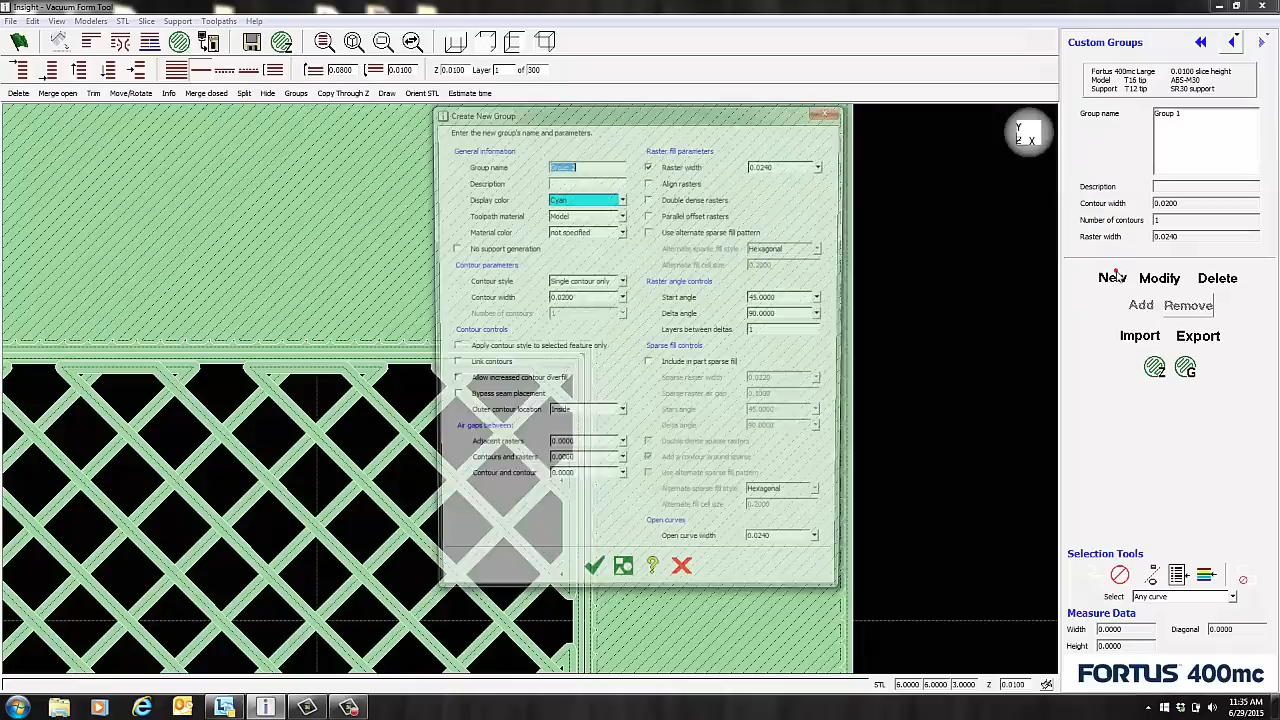 Insight - Vacuum Form Tool
File Edit View Modelers STL Slice Support Toolpaths Help
0.0800 0.0100 Z 0.0100 Layer 1 of 300
Delete Merge open Trim Move/Rotate Info Merge closed Split Hide Groups Copy Through Z Draw Orient STL Estimate time
Create New Group
Enter the new group's name and parameters.
General information
Group name
Description
Display color Cyan
Toolpath material Model
Material color not specified
No support generation
Contour parameters
Contour style Single contour only
Contour width 0.0200
Number of contours 1
Contour controls
Apply contour style to selected feature only
Link contours
Allow increased contour overfill
Bypass seam placement
Outer contour location Inside
Air gaps between:
Adjacent rasters 0.0000
Contours and rasters 0.0000
Contour and contour 0.0000
Raster fill parameters
Raster width 0.0240
Align rasters
Double dense rasters
Parallel offset rasters
Use alternate sparse fill pattern
Alternate sparse fill style Hexagonal
Alternate fill cell size 0.2000
Raster angle controls
Start angle 45.0000
Delta angle 90.0000
Layers between deltas 1
Sparse fill controls
Include in part sparse fill
Sparse raster width 0.0220
Sparse raster air gap 0.1000
Start angle 45.0000
Delta angle 90.0000
Double dense sparse rasters
Add a contour around sparse
Use alternate sparse fill pattern
Alternate sparse fill style Hexagonal
Alternate fill cell size 0.2000
Open curves
Open curve width 0.0240
Y
Z X
Custom Groups
Fortus 400mc Large 0.0100 slice height
Model T16 tip ABS-M30
Support T12 tip SR30 support
Group name Group 1
Description
Contour width 0.0200
Number of contours 1
Raster width 0.0240
New Modify Delete
Add Remove
Import Export
Selection Tools
Select Any curve
Measure Data
Width 0.0000 Diagonal 0.0000
Height 0.0000
FORTUS 400mc
STL 6.0000 6.0000 3.0000 Z 0.0100
11:35 AM
6/29/2015